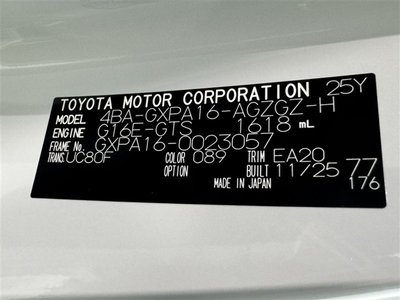 TOYOTA MOTOR CORPORATION 25Y
MODEL 4BA-GXPA16-AGZGZ-H
ENGINE G16E-GTS 1618 mL
FRAME No. GXPA16-0023057
TRANS. UC80F COLOR 089 TRIM EA20
OPTION BUILT 11/25 77
MADE IN JAPAN 176